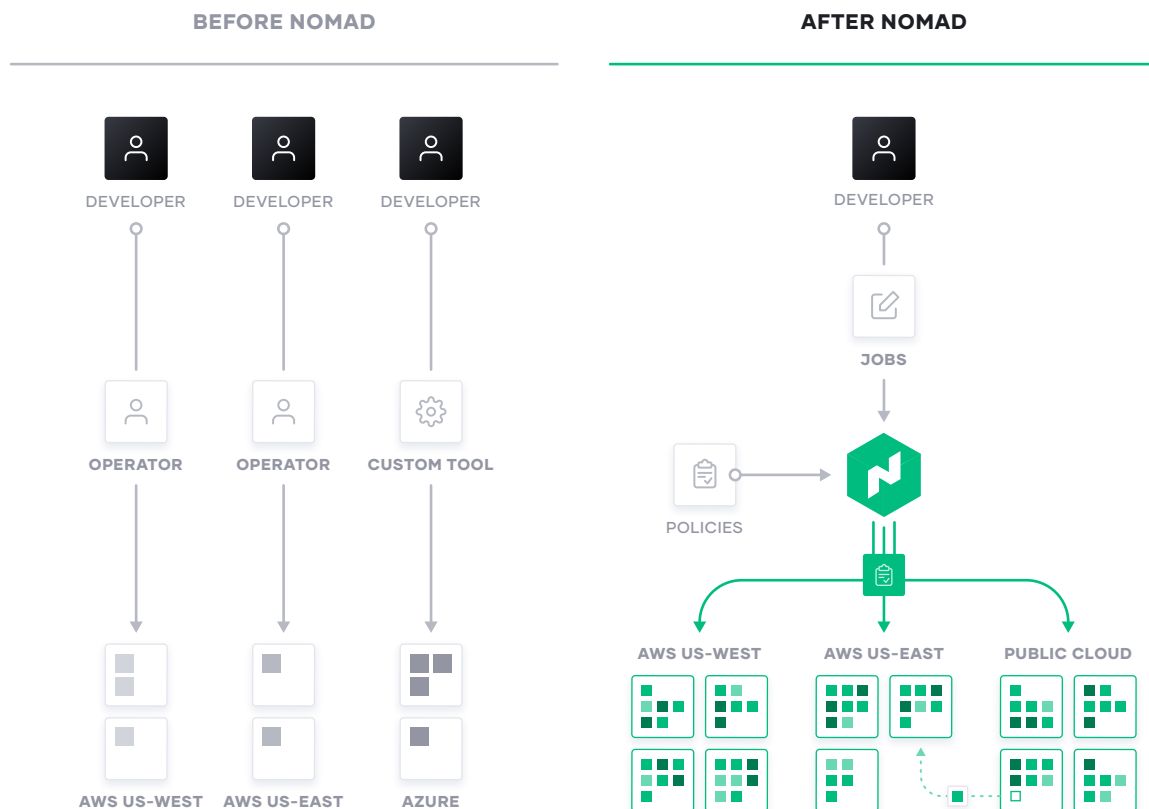 BEFORE NOMAD
DEVELOPER DEVELOPER DEVELOPER
OPERATOR OPERATOR CUSTOM TOOL
AWS US-WEST AWS US-EAST AZURE
AFTER NOMAD
DEVELOPER
JOBS
POLICIES
AWS US-WEST AWS US-EAST PUBLIC CLOUD